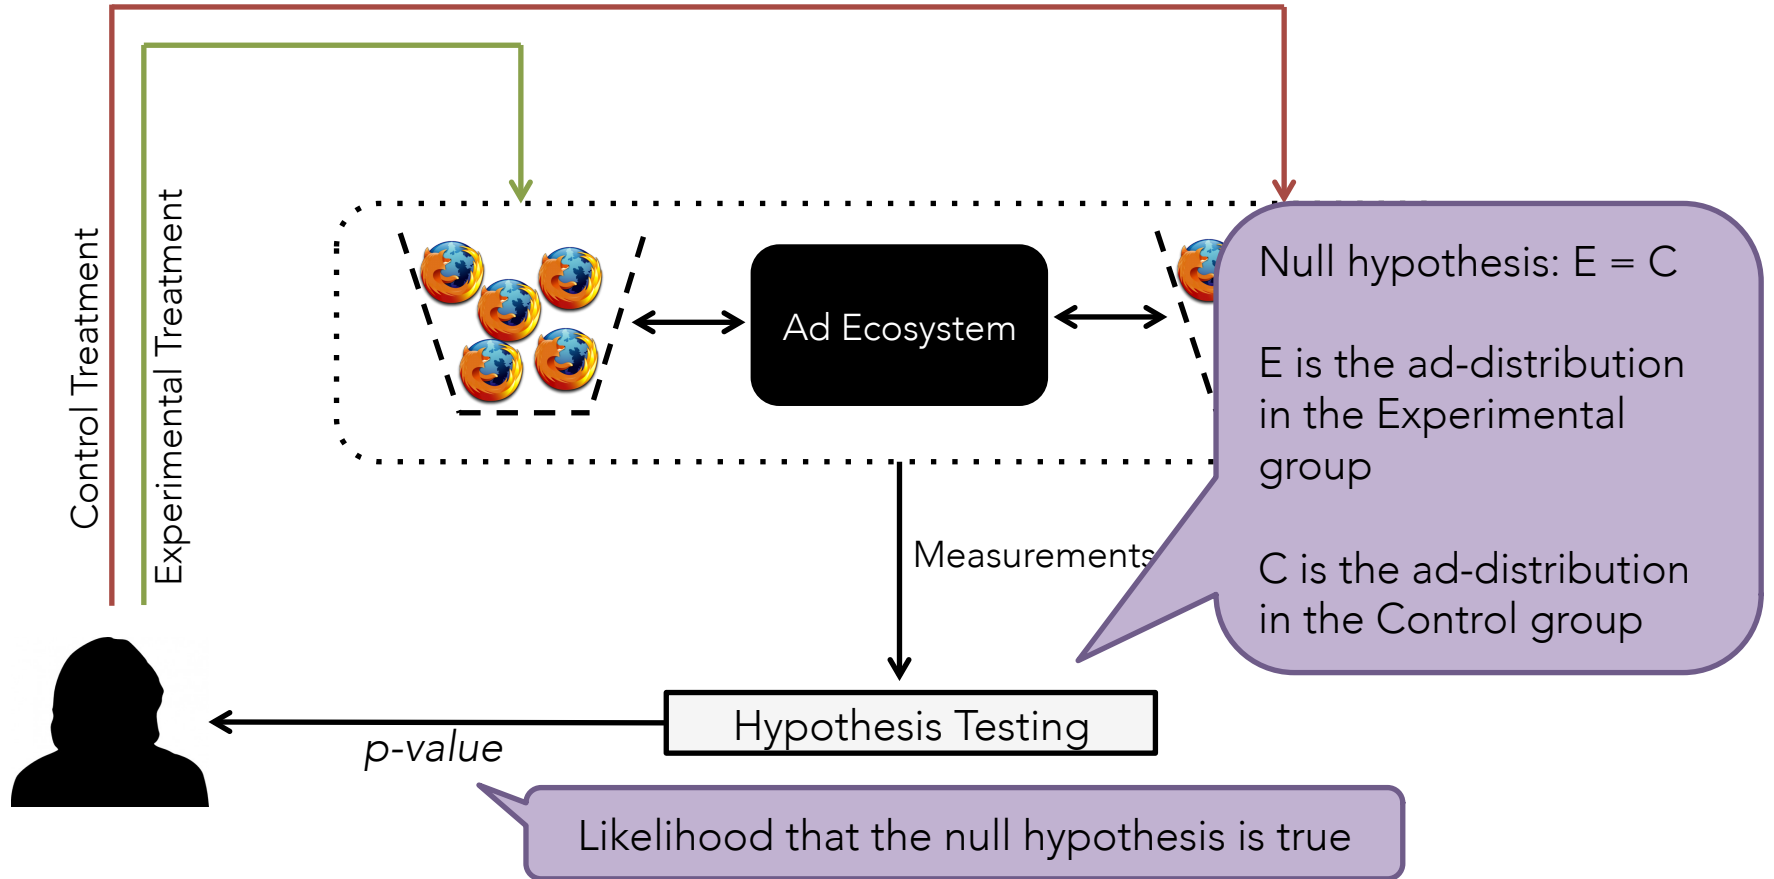 Control Treatment
Experimental Treatment
Ad Ecosystem
Null hypothesis: E = C
E is the ad-distribution
in the Experimental
group
C is the ad-distribution
in the Control group
Measurements
Hypothesis Testing
p-value
Likelihood that the null hypothesis is true